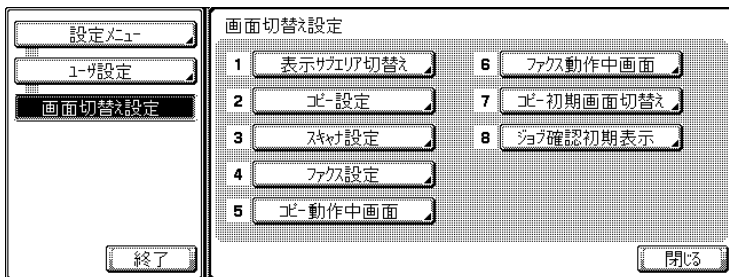 設定メニュー
ユーザ設定
画面切替え設定
終了
画面切替え設定
1 表示サブエリア切替え
2 コピー設定
3 スキャナ設定
4 ファクス設定
5 コピー動作中画面
6 ファクス動作中画面
7 コピー初期画面切替え
8 ジョブ確認初期表示
閉じる